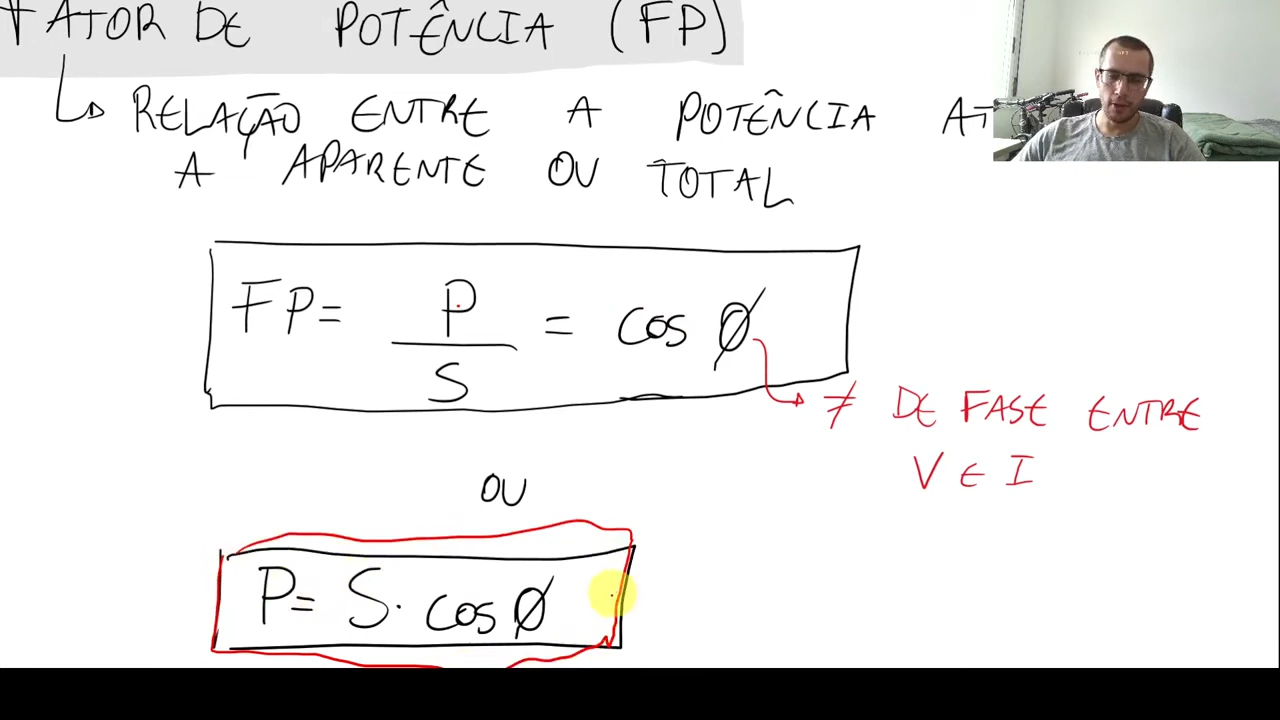 FATOR DE POTÊNCIA (FP)
RELAÇÃO ENTRE A POTÊNCIA
A APARENTE OU TOTAL
FP = P/S = cos Ø
≠ DE FASE ENTRE
V E I
OU
P = S . cos Ø